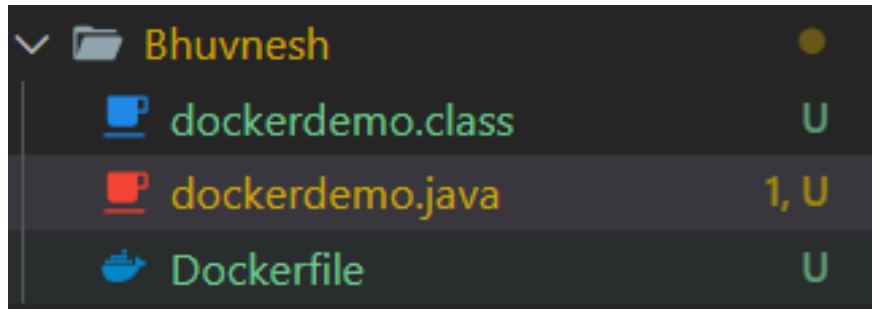 Bhuvnesh
dockerdemo.class U
dockerdemo.java 1, U
Dockerfile U